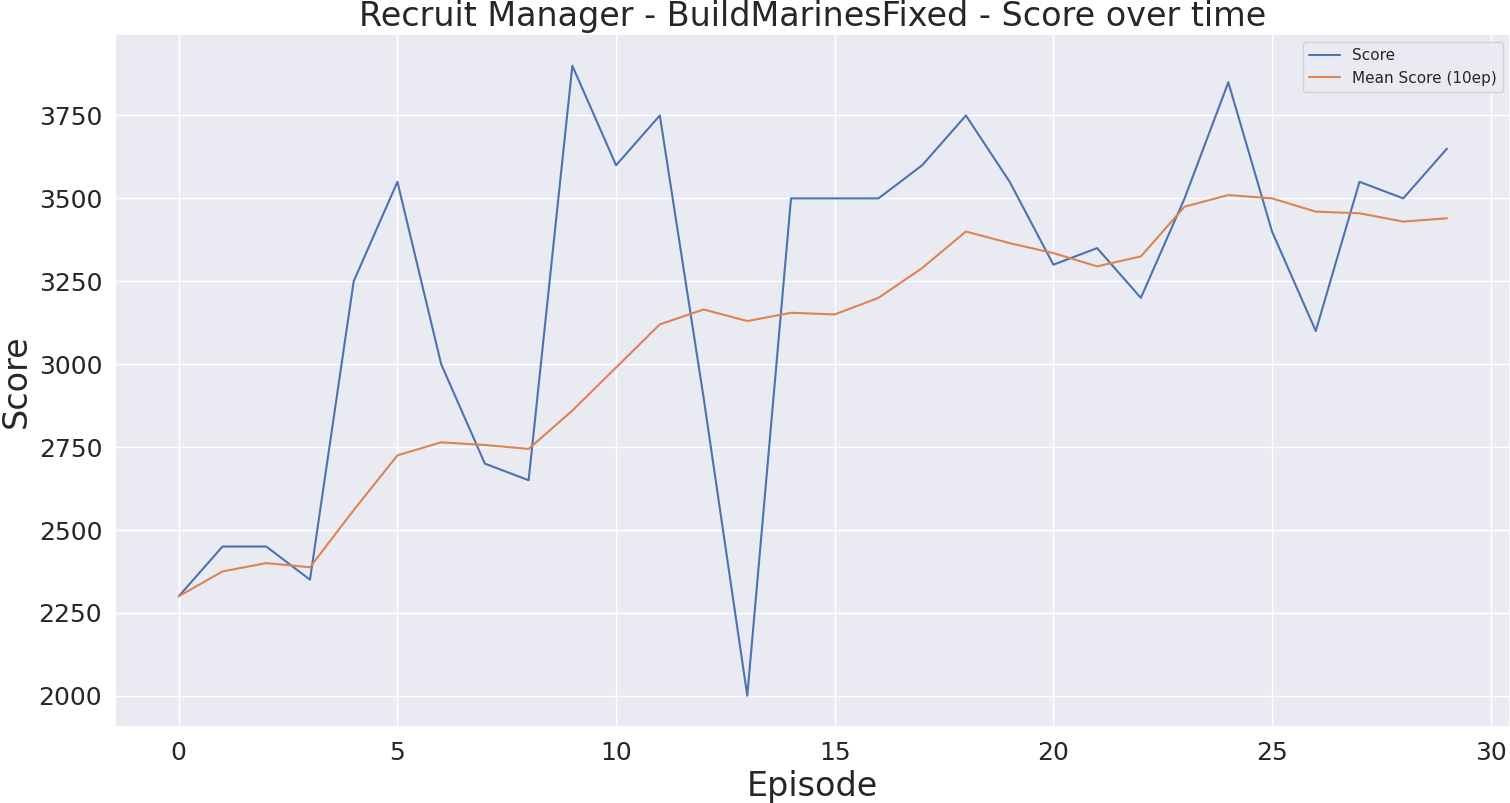 Recruit Manager - BuildMarinesFixed - Score over time
Score
Mean Score (10ep)
3750
3500
3250
3000
2750
2500
2250
2000
Score
0 5 10 15 20 25 30
Episode